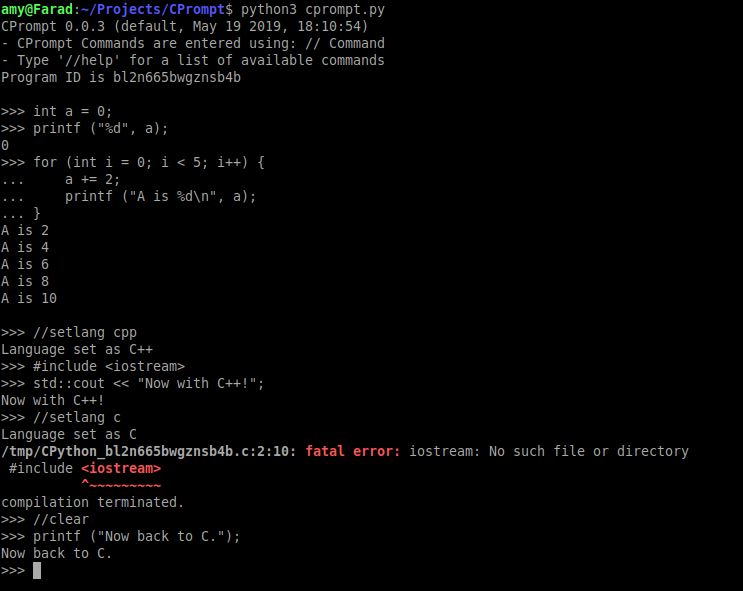 amy@Farad:~/Projects/CPrompt$ python3 cprompt.py
CPrompt 0.0.3 (default, May 19 2019, 18:10:54)
- CPrompt Commands are entered using: // Command
- Type '//help' for a list of available commands
Program ID is bl2n665bwgznsb4b

>>> int a = 0;
>>> printf ("%d", a);
0
>>> for (int i = 0; i < 5; i++) {
...     a += 2;
...     printf ("A is %d\n", a);
... }
A is 2
A is 4
A is 6
A is 8
A is 10

>>> //setlang cpp
Language set as C++
>>> #include <iostream>
>>> std::cout << "Now with C++!";
Now with C++!
>>> //setlang c
Language set as C
/tmp/CPython_bl2n665bwgznsb4b.c:2:10: fatal error: iostream: No such file or directory
 #include <iostream>
          ^~~~~~~~~~
compilation terminated.
>>> //clear
>>> printf ("Now back to C.");
Now back to C.
>>>